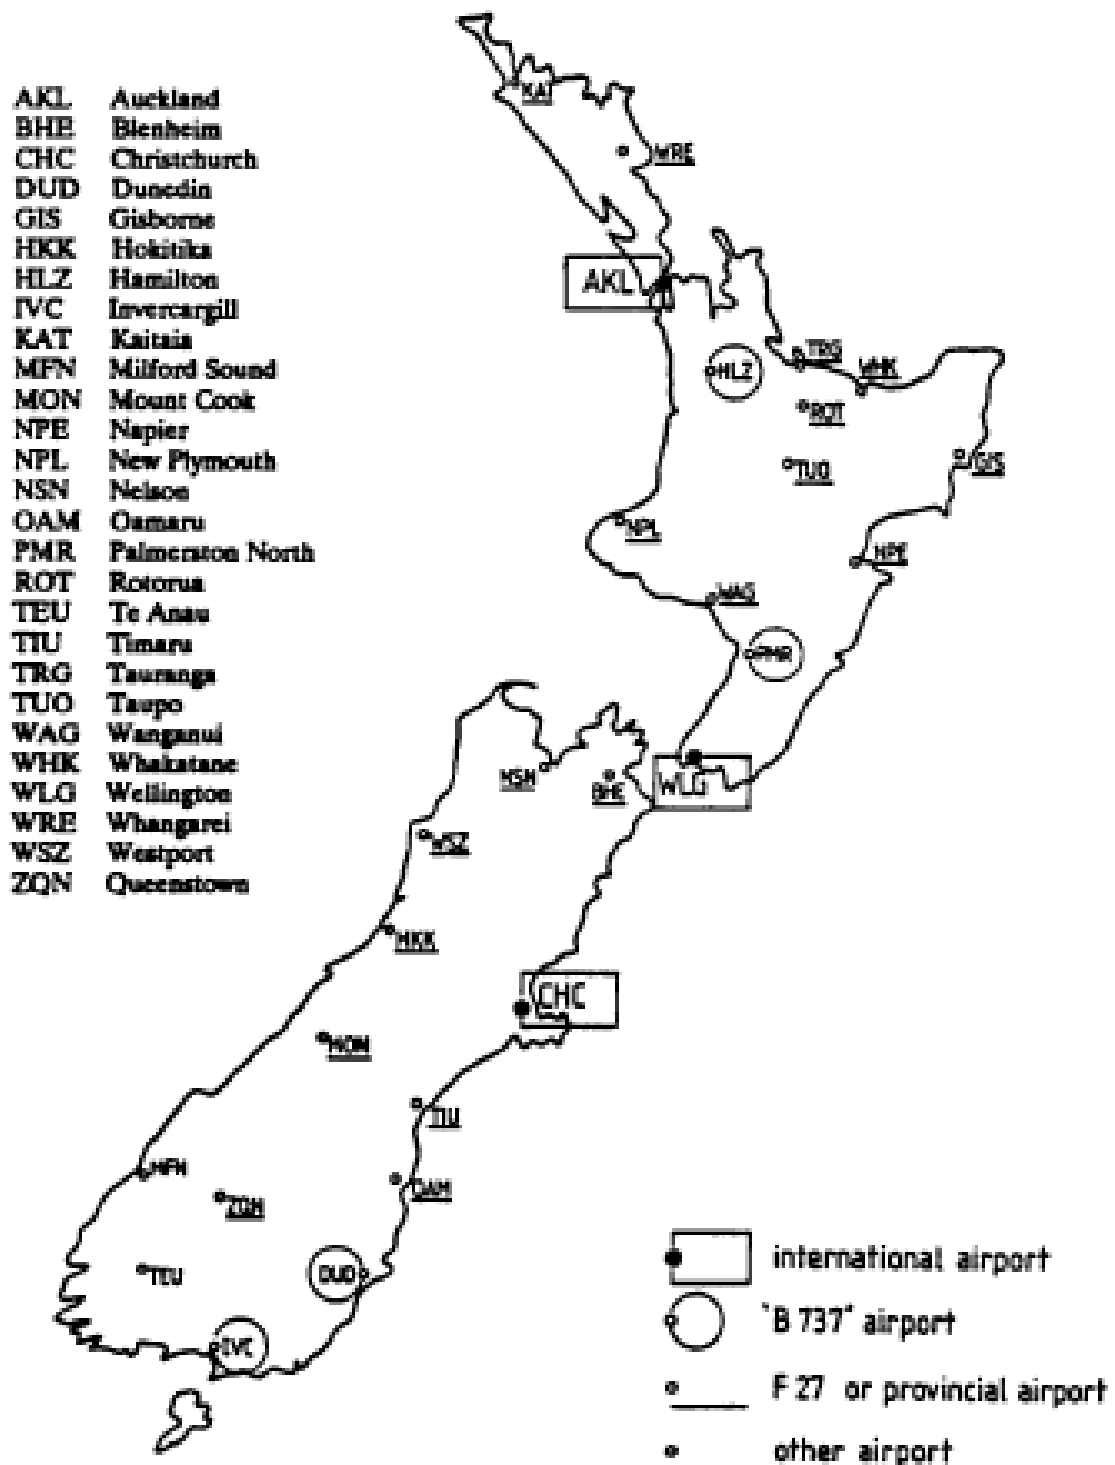 AKL Auckland
BHE Blenheim
CHC Christchurch
DUD Dunedin
GIS Gisborne
HKK Hokitika
HLZ Hamilton
IVC Invercargill
KAT Kaitaia
MFN Milford Sound
MON Mount Cook
NPE Napier
NPL New Plymouth
NSN Nelson
OAM Oamaru
PMR Palmerston North
ROT Rotorua
TEU Te Anau
TIU Timaru
TRG Tauranga
TUO Taupo
WAG Wanganui
WHK Whakatane
WLG Wellington
WRE Whangarei
WSZ Westport
ZQN Queenstown
KAT
WRE
AKL
TRG
HLZ
WHK
ROT
GIS
TUO
NPL
NPE
WAG
PMR
NSN
BHE
WLG
WSZ
HKK
CHC
MON
TIU
MFN
OAM
ZQN
TEU
DUD
IVC
international airport
"B 737" airport
F 27 or provincial airport
other airport